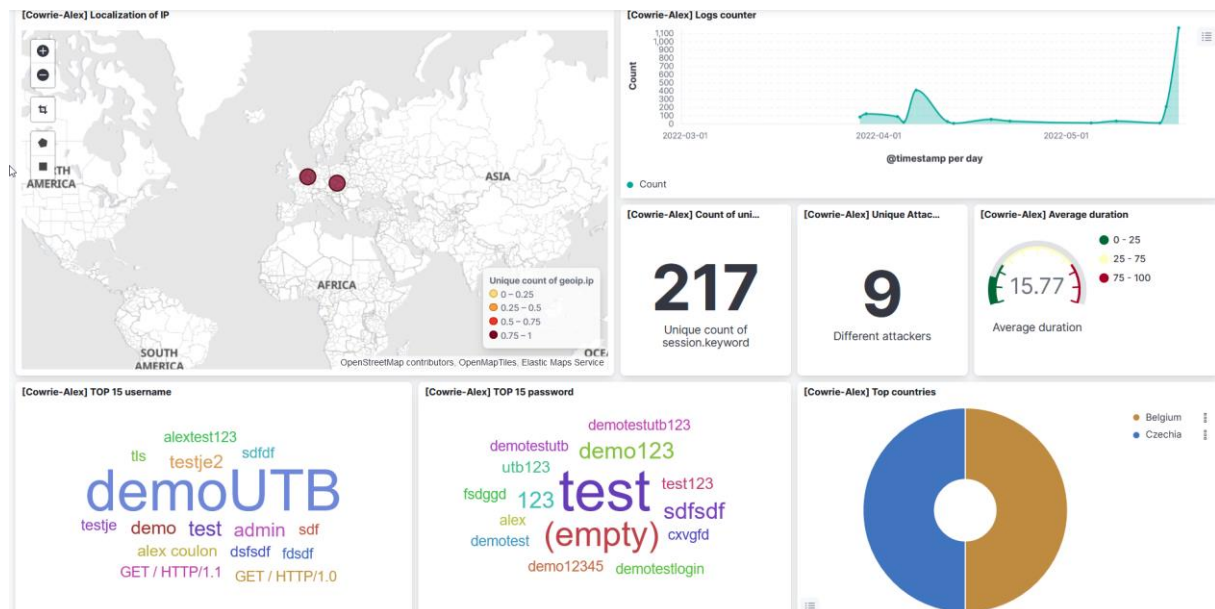 [Cowrie-Alex] Localization of IP
ASIA
AMERICA
AFRICA
SOUTH
AMERICA
Unique count of geoip.ip
0 – 0.25
0.25 – 0.5
0.5 – 0.75
0.75 – 1
OpenStreetMap contributors, OpenMapTiles, Elastic Maps Service
[Cowrie-Alex] Logs counter
Count
1,100
1,000
900
800
700
600
500
400
300
200
100
0
2022-03-01
2022-04-01
2022-05-01
@timestamp per day
Count
[Cowrie-Alex] Count of uni...
217
Unique count of
session.keyword
[Cowrie-Alex] Unique Attac...
9
Different attackers
[Cowrie-Alex] Average duration
15.77
Average duration
0 - 25
25 - 75
75 - 100
[Cowrie-Alex] TOP 15 username
alextest123
tls
testje2
sdfdf
demoUTB
testje demo test admin sdf
alex coulon dsfsdf fdsdf
GET / HTTP/1.1 GET / HTTP/1.0
[Cowrie-Alex] TOP 15 password
demotestutb123
demotestutb demo123
utb123
fsdggd 123 test test123
sdfsdf
alex
demotest (empty) cxvgfd
demo12345 demotestlogin
[Cowrie-Alex] Top countries
Belgium
Czechia